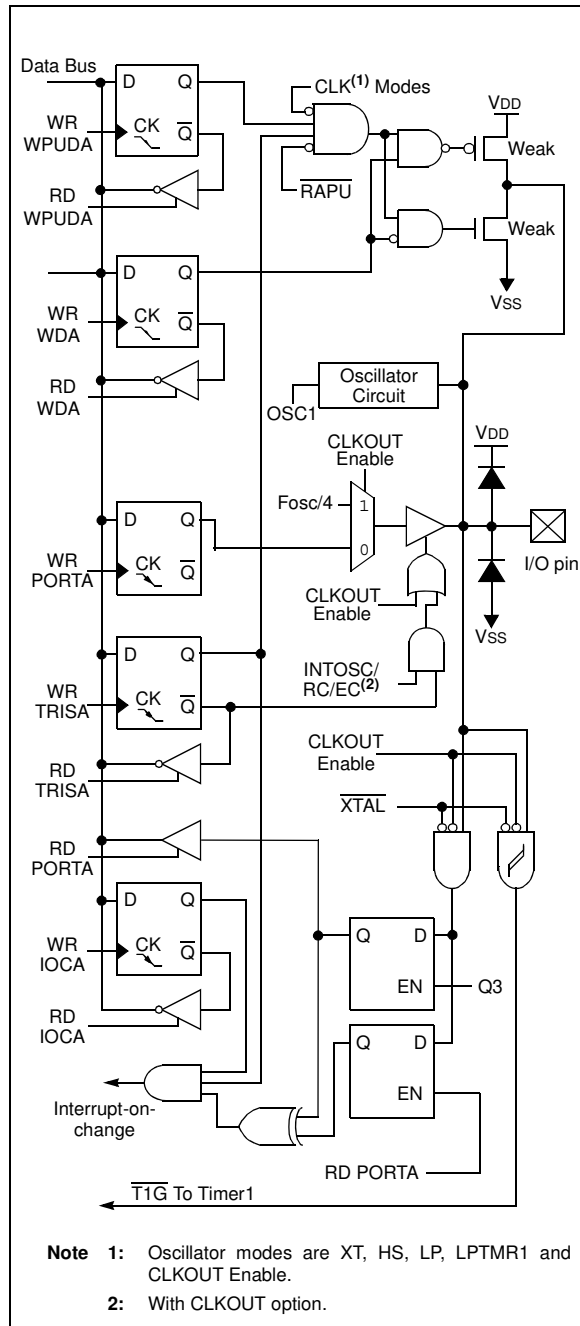 Data Bus
D Q
CK Q
WR
WPUDA
RD
WPUDA
CLK(1) Modes
RAPU
VDD
Weak
Weak
VSS
D Q
CK Q
WR
WDA
RD
WDA
Oscillator
Circuit
OSC1
CLKOUT
Enable
VDD
Fosc/4
1
0
D Q
CK Q
WR
PORTA
I/O pin
CLKOUT
Enable
VSS
D Q
CK Q
WR
TRISA
INTOSC/
RC/EC(2)
RD
TRISA
CLKOUT
Enable
XTAL
RD
PORTA
D Q
CK Q
WR
IOCA
RD
IOCA
Q D
EN
Q3
Q D
EN
Interrupt-on-
change
RD PORTA
T1G To Timer1
Note 1: Oscillator modes are XT, HS, LP, LPTMR1 and
CLKOUT Enable.
2: With CLKOUT option.